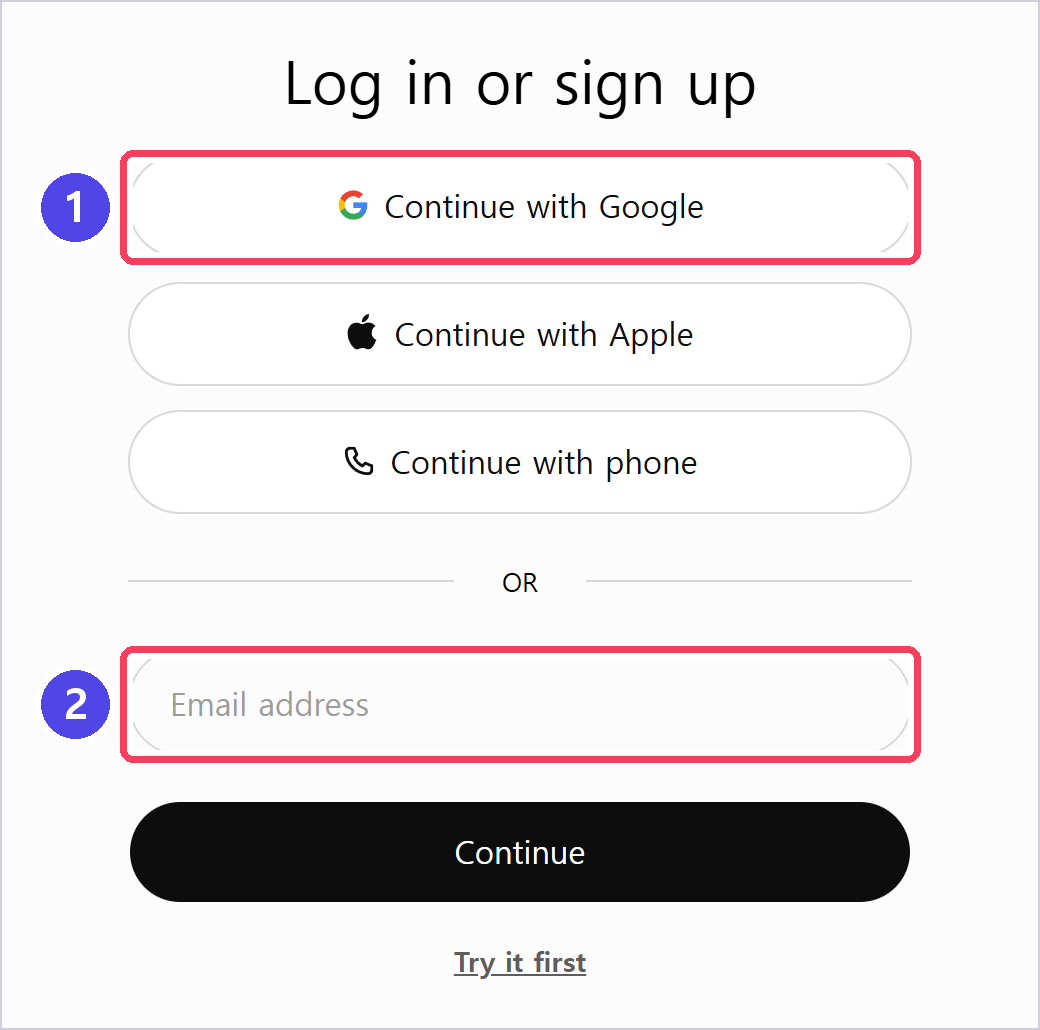 Log in or sign up
1
Continue with Google
Continue with Apple
Continue with phone
OR
2
Email address
Continue
Try it first